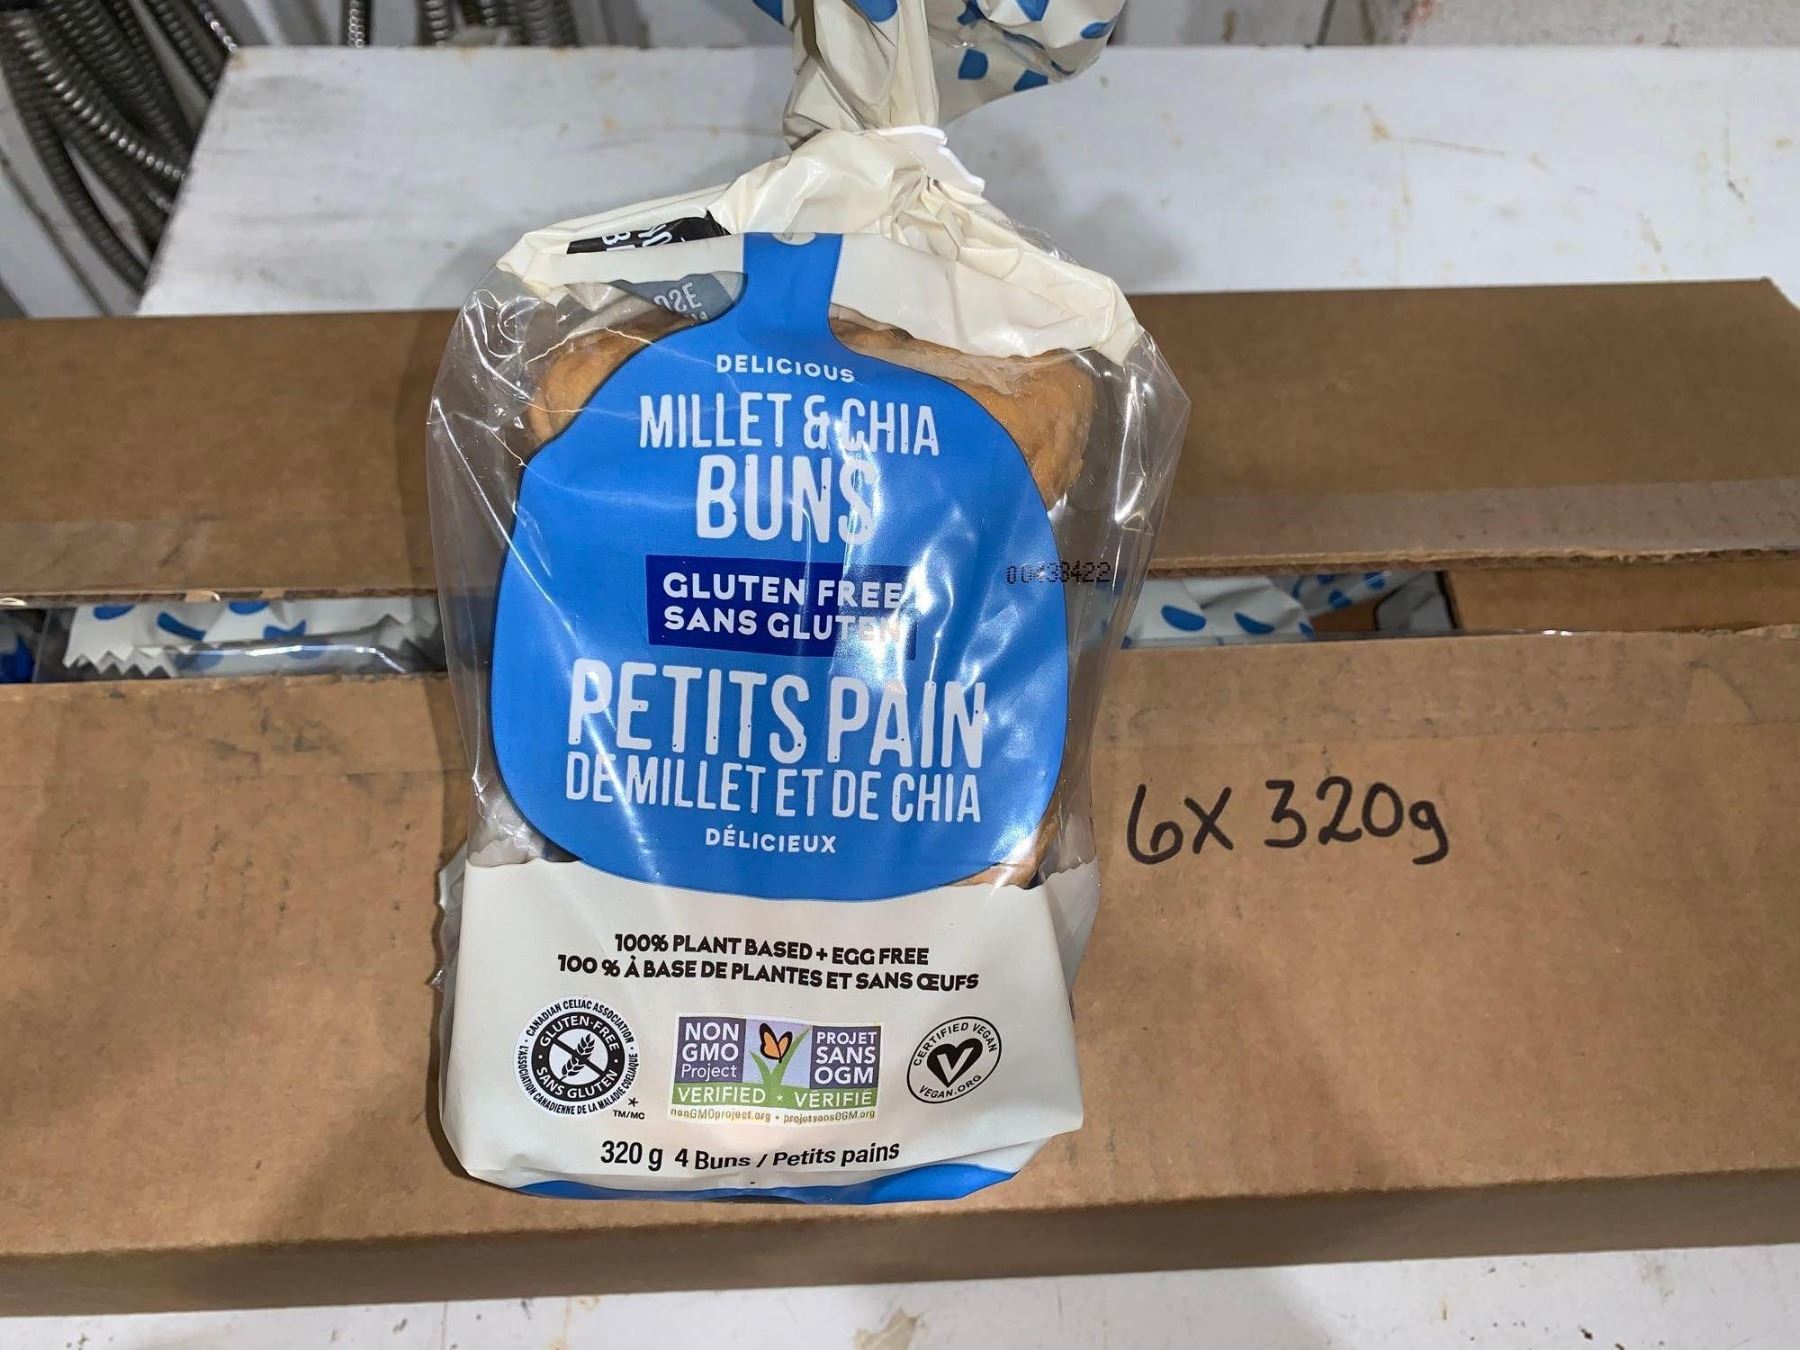 DELICIOUS
MILLET & CHIA
BUNS
GLUTEN FREE
SANS GLUTEN
00433422
PETITS PAIN
DE MILLET ET DE CHIA
DÉLICIEUX
6X 320g
100% PLANT BASED + EGG FREE
100 % À BASE DE PLANTES ET SANS ŒUFS
CANADIAN CELIAC ASSOCIATION
L'ASSOCIATION CANADIENNE DE LA MALADIE COELIAQUE
GLUTEN-FREE
SANS GLUTEN
TM/MC
NON
GMO
Project
PROJET
SANS
OGM
VERIFIED * VÉRIFIÉ
nonGMOproject.org • projetsansOGM.org
CERTIFIED VEGAN
VEGAN.ORG
320 g 4 Buns / Petits pains